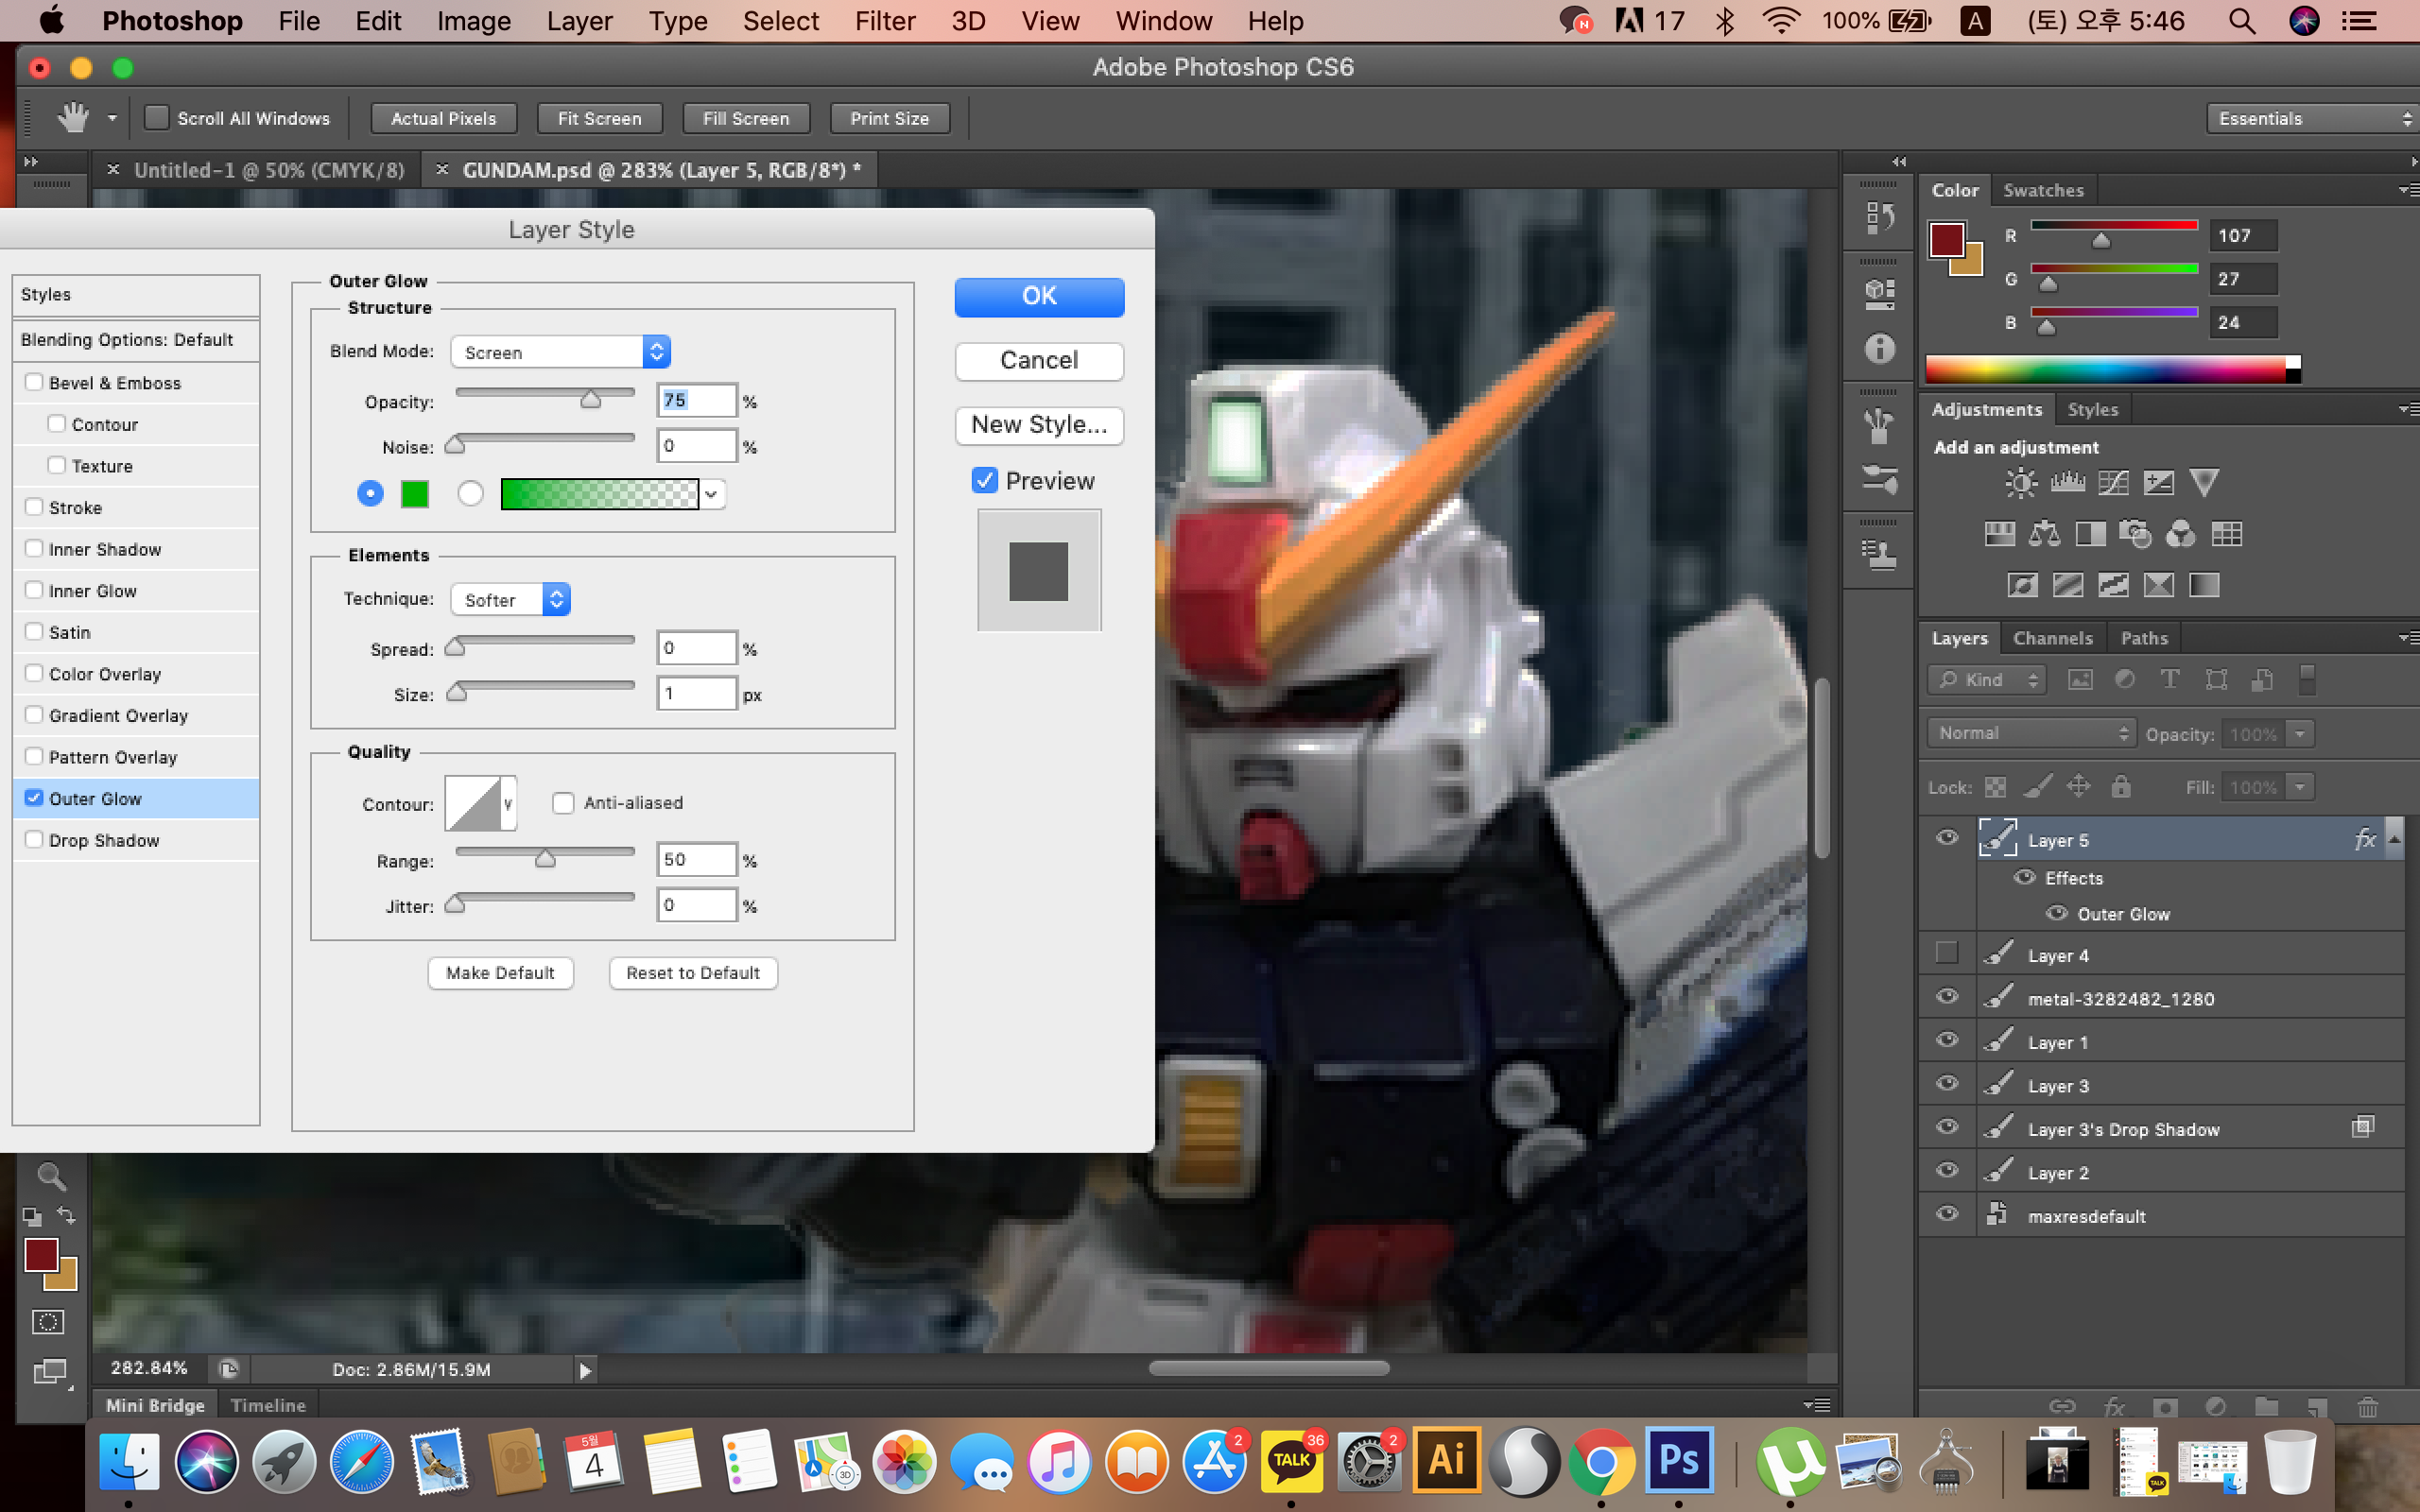 Photoshop File Edit Image Layer Type Select Filter 3D View Window Help N 17 100% A (토) 오후 5:46
Adobe Photoshop CS6
Scroll All Windows Actual Pixels Fit Screen Fill Screen Print Size Essentials
Untitled-1 @ 50% (CMYK/8) GUNDAM.psd @ 283% (Layer 5, RGB/8*) *
Layer Style
Styles
Blending Options: Default
Bevel & Emboss
Contour
Texture
Stroke
Inner Shadow
Inner Glow
Satin
Color Overlay
Gradient Overlay
Pattern Overlay
Outer Glow
Drop Shadow
Outer Glow
Structure
Blend Mode: Screen
Opacity: 75 %
Noise: 0 %
Elements
Technique: Softer
Spread: 0 %
Size: 1 px
Quality
Contour: Anti-aliased
Range: 50 %
Jitter: 0 %
Make Default Reset to Default
OK
Cancel
New Style...
Preview
Color Swatches
R 107
G 27
B 24
Adjustments Styles
Add an adjustment
Layers Channels Paths
Kind
Normal Opacity: 100%
Lock: Fill: 100%
Layer 5 fx
Effects
Outer Glow
Layer 4
metal-3282482_1280
Layer 1
Layer 3
Layer 3's Drop Shadow
Layer 2
maxresdefault
282.84% Doc: 2.86M/15.9M
Mini Bridge Timeline
fx
5월
4
3D
2
TALK
36
2
Ai
Ps
TALK